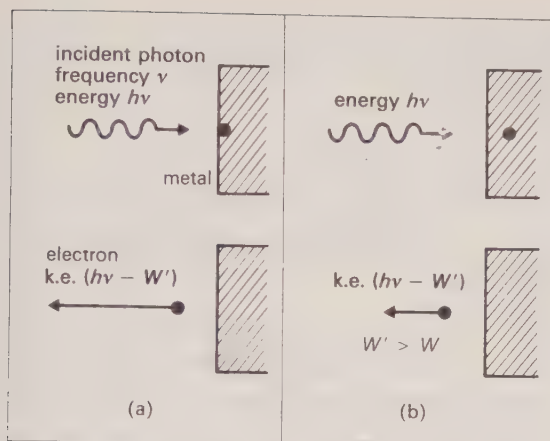 incident photon
frequency ν
energy hν
metal
electron
k.e. (hν – W')
(a)
energy hν
k.e. (hν – W')
W' > W
(b)